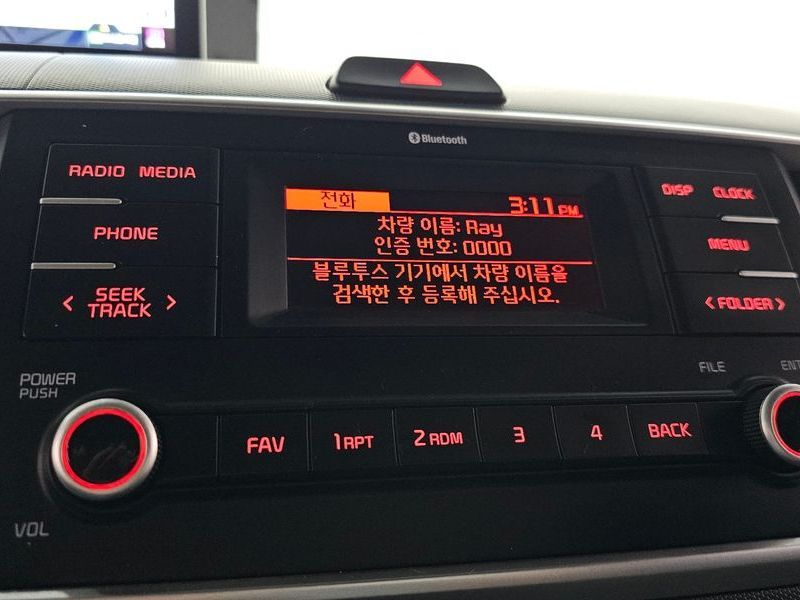 Bluetooth
RADIO MEDIA
PHONE
< SEEK >
TRACK
전화 3:11 PM
차량 이름: Ray
인증 번호: 0000
블루투스 기기에서 차량 이름을
검색한 후 등록해 주십시오.
DISP CLOCK
MENU
< FOLDER >
POWER
PUSH
VOL
FAV 1 RPT 2 RDM 3 4 BACK
FILE